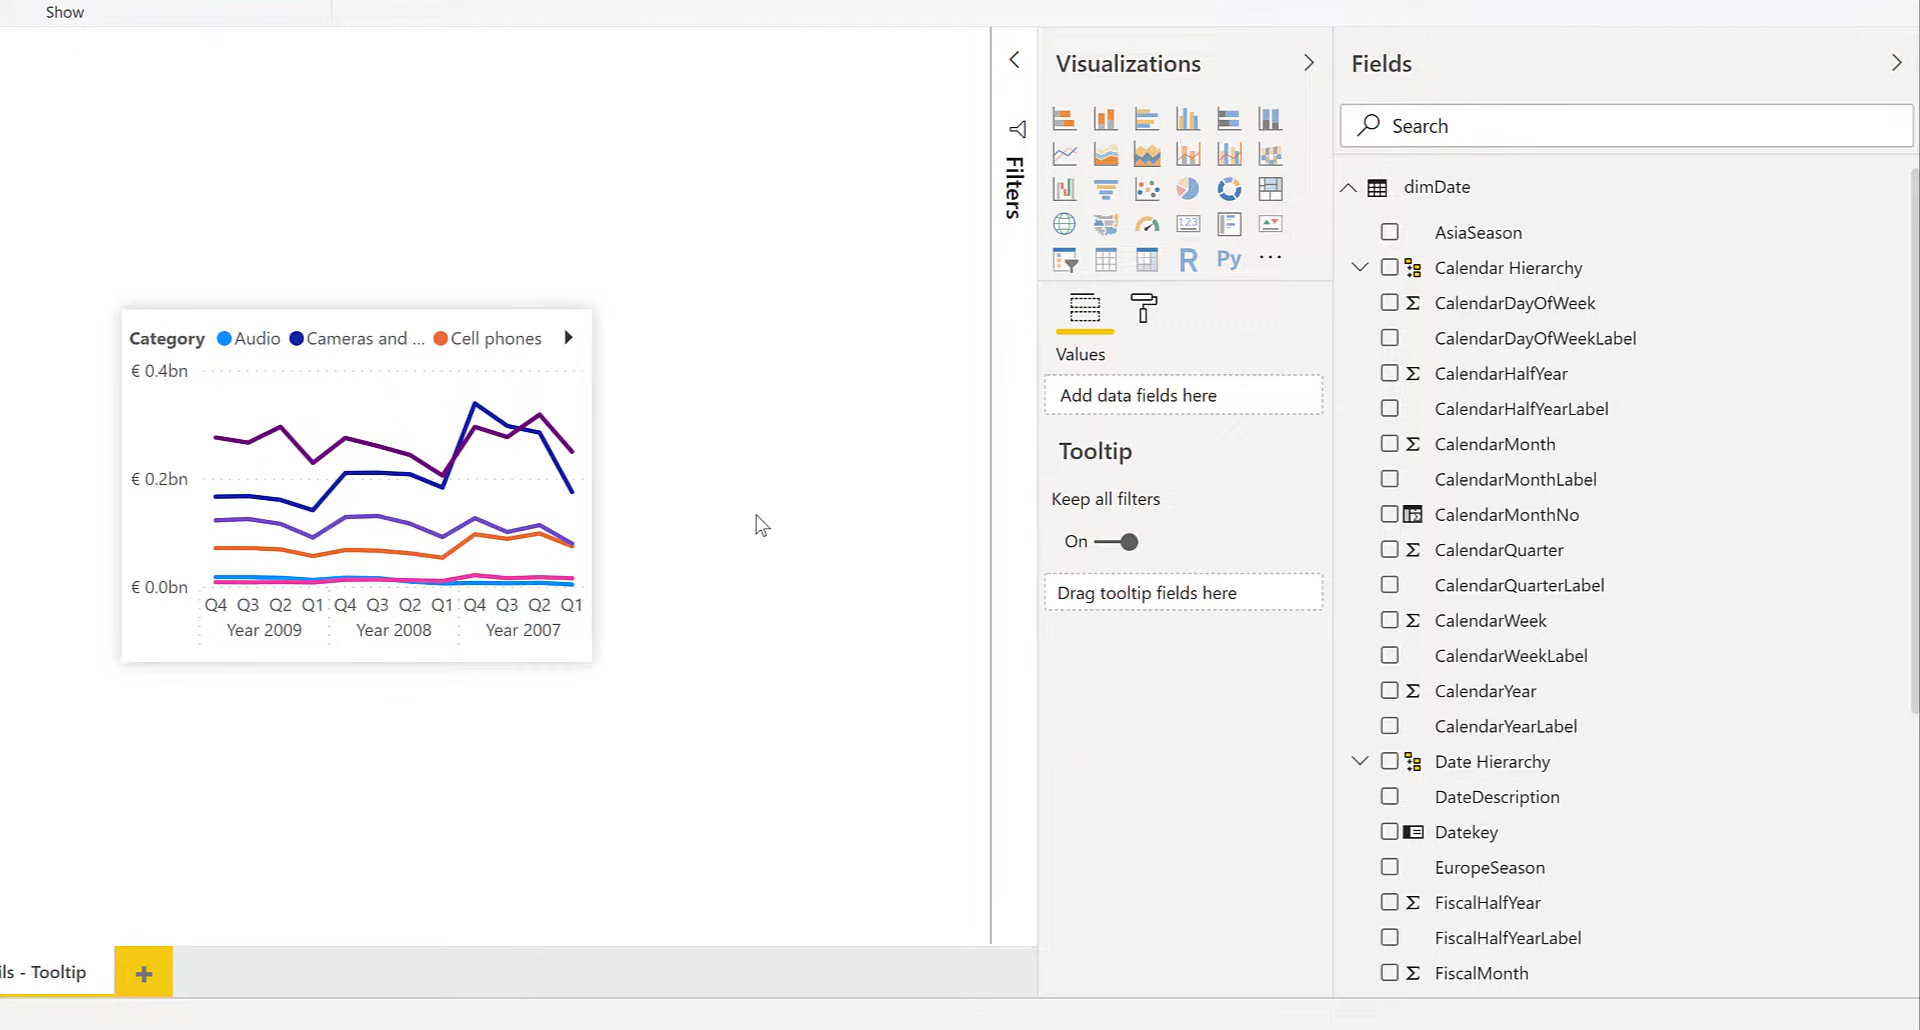 Show
Category Audio Cameras and ... Cell phones
€ 0.4bn
€ 0.2bn
€ 0.0bn
Q4 Q3 Q2 Q1 Q4 Q3 Q2 Q1 Q4 Q3 Q2 Q1
Year 2009 Year 2008 Year 2007
ils - Tooltip
+
Filters
Visualizations
123
R Py ...
Values
Add data fields here
Tooltip
Keep all filters
On
Drag tooltip fields here
Fields
Search
dimDate
AsiaSeason
Calendar Hierarchy
Σ CalendarDayOfWeek
CalendarDayOfWeekLabel
Σ CalendarHalfYear
CalendarHalfYearLabel
Σ CalendarMonth
CalendarMonthLabel
CalendarMonthNo
Σ CalendarQuarter
CalendarQuarterLabel
Σ CalendarWeek
CalendarWeekLabel
Σ CalendarYear
CalendarYearLabel
Date Hierarchy
DateDescription
Datekey
EuropeSeason
Σ FiscalHalfYear
FiscalHalfYearLabel
Σ FiscalMonth